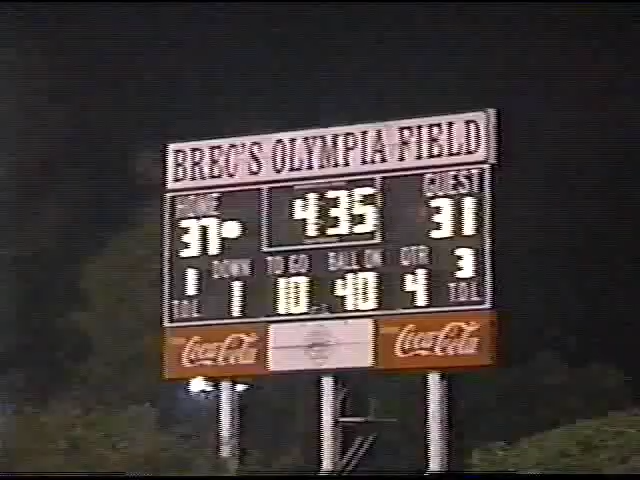 BREC'S OLYMPIA FIELD
HOME 4:35 GUEST
37 31
DOWN TO GO BALL ON QTR
1 1 10 40 4 3
TOL TOL
Coca-Cola Coca-Cola